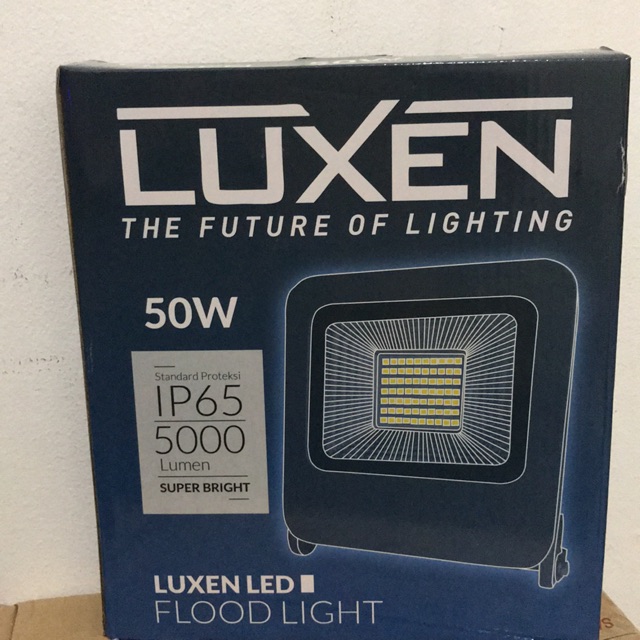 LUXEN
THE FUTURE OF LIGHTING
50W
Standard Proteksi
IP65
5000
Lumen
SUPER BRIGHT
LUXEN LED
FLOOD LIGHT